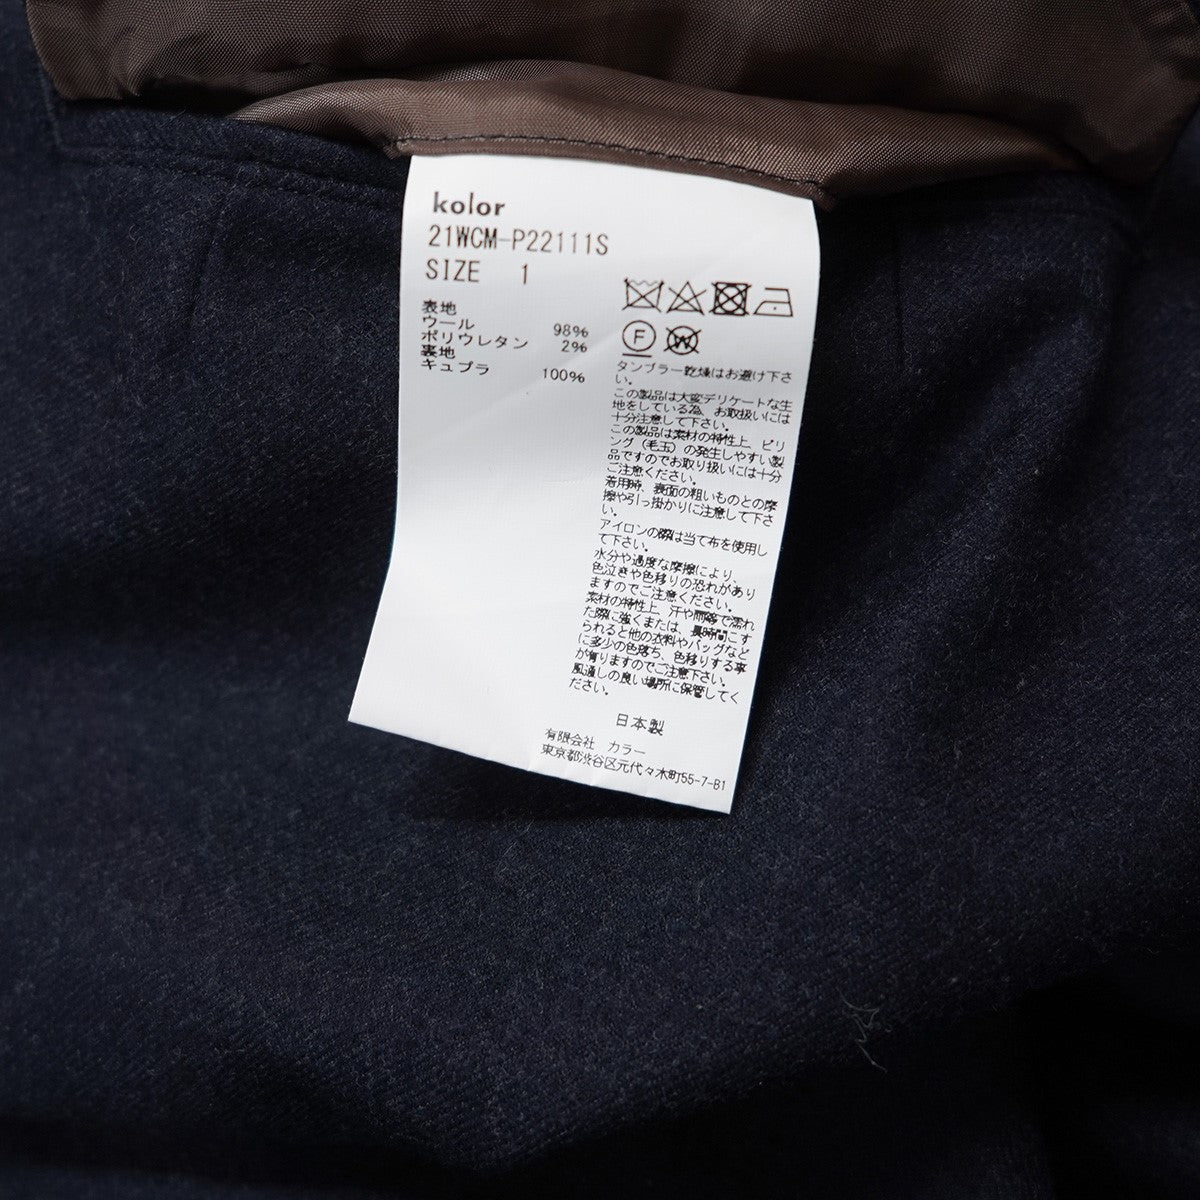 kolor
21WCM-P22111S
SIZE 1
表地
ウール 98%
ポリウレタン 2%
裏地
キュプラ 100%
F
W
タンブラー乾燥はお避け下さ
い。
この製品は大変デリケートな生
地をしている為、お取扱いには
十分注意して下さい。
この製品は素材の特性上、ピリ
ング（毛玉）の発生しやすい製
品ですのでお取り扱いには十分
ご注意ください。
着用時、表面の粗いものとの摩
擦や引っ掛かりに注意して下さ
い。
アイロンの際は当て布を使用し
て下さい。
水分や過度な摩擦により、
色泣きや色移りの恐れがあり
ますのでご注意ください。
素材の特性上、汗や雨等で濡れ
た際に強くまたは、長時間こす
られると他の衣料やバッグなど
に多少の色落ち、色移りする事
が有りますのでご注意下さい。
風通しの良い場所に保管してく
ださい。
日本製
有限会社 カラー
東京都渋谷区元代々木町55-7-B1